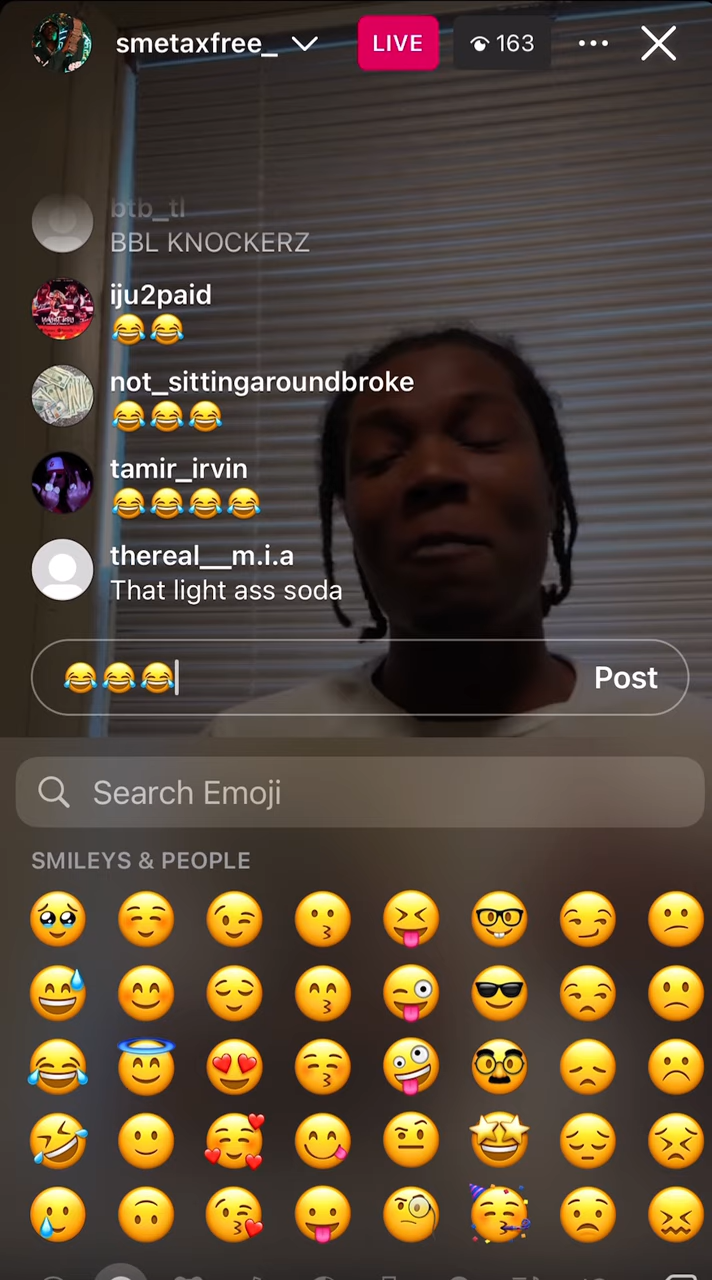 smetaxfree_
LIVE
163
btb_tl
BBL KNOCKERZ
iju2paid
😂😂
not_sittingaroundbroke
😂😂😂
tamir_irvin
😂😂😂😂
thereal__m.i.a
That light ass soda
😂😂😂
Post
Search Emoji
SMILEYS & PEOPLE